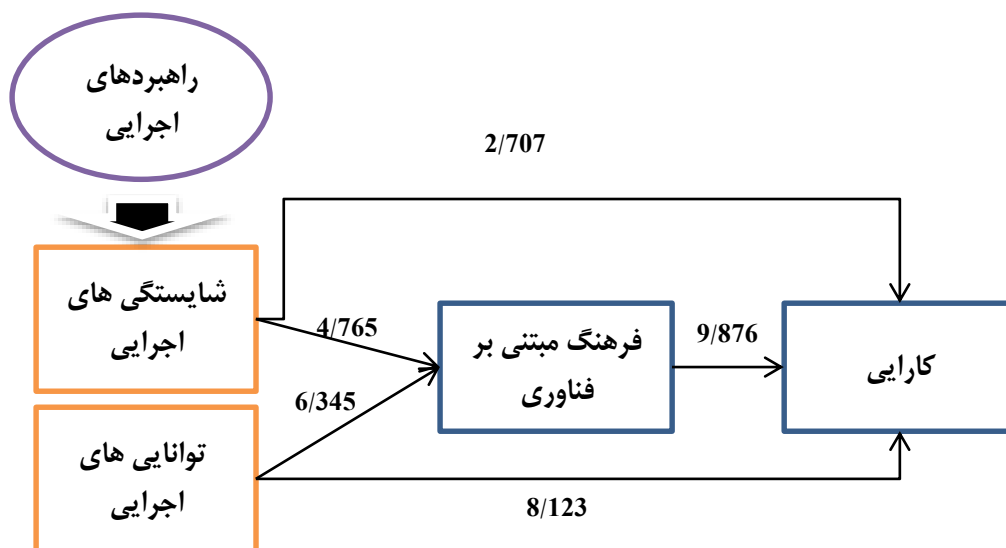 راهبردهای
اجرایی
2/707
شایستگی های
اجرایی
4/765
فرهنگ مبتنی بر
فناوری
9/876
کارایی
6/345
توانایی های
اجرایی
8/123